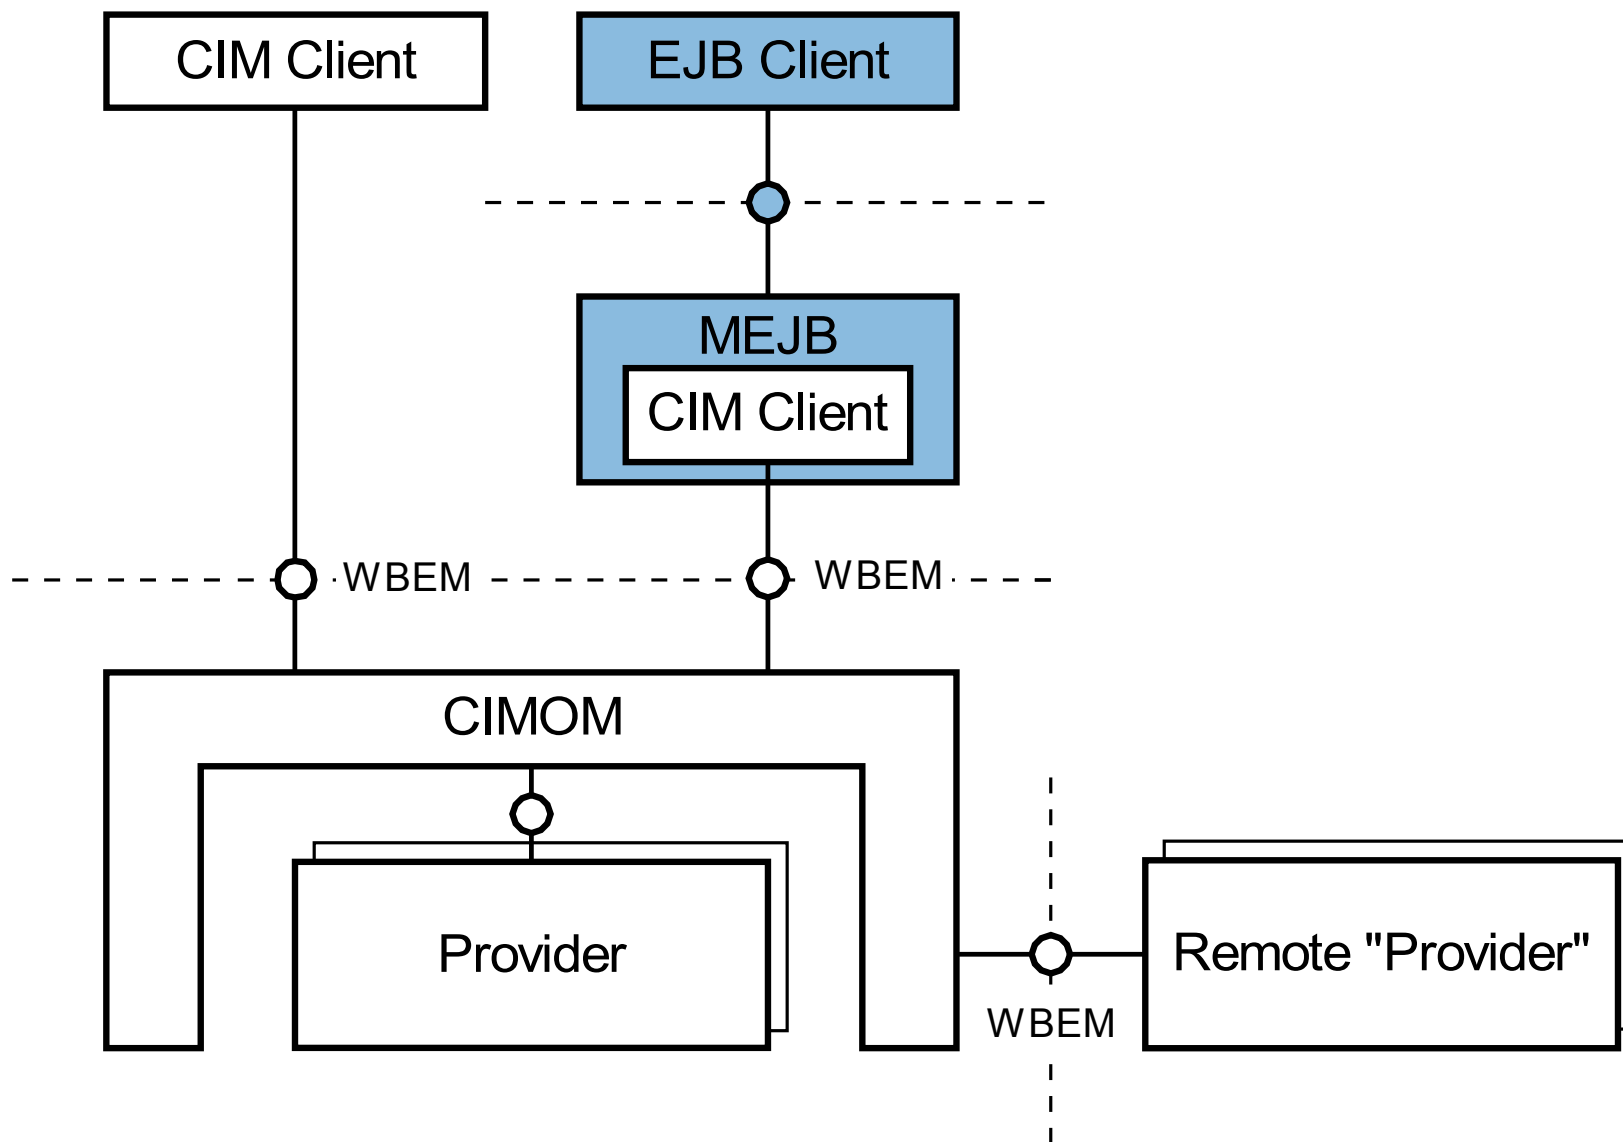 CIM Client
EJB Client
MEJB
CIM Client
WBEM
WBEM
CIMOM
Provider
Remote "Provider"
WBEM